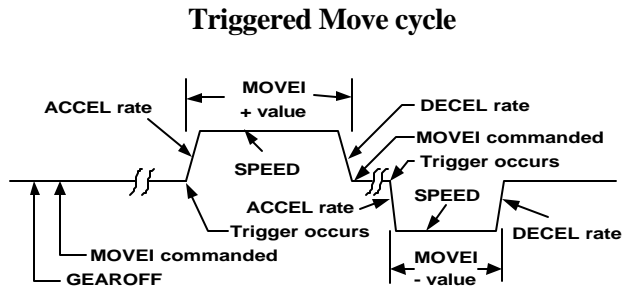 Triggered Move cycle
MOVEI
+ value
ACCEL rate
DECEL rate
MOVEI commanded
Trigger occurs
SPEED
SPEED
ACCEL rate
Trigger occurs
DECEL rate
MOVEI commanded
MOVEI
- value
GEAROFF